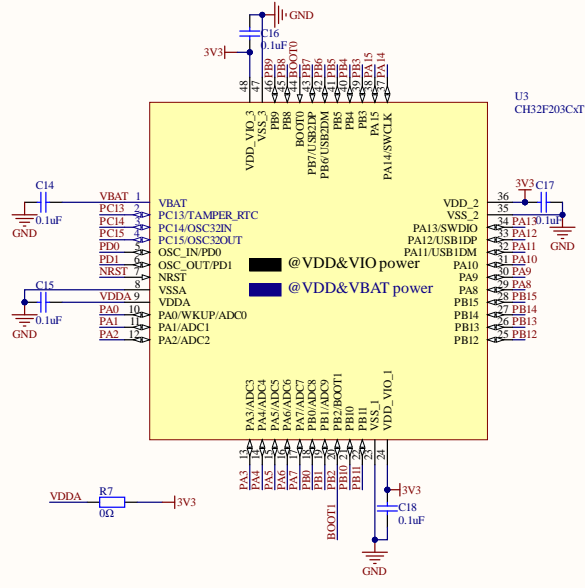 C16
GND
3V3
0.1uF
PB9
PB8
BOOT0
PB7
PB6
PB5
PB4
PB3
PA15
PA14
48
47
46
45
44
43
42
41
40
39
38
37
U3
CH32F203CxT
VDD_VIO_3
VSS_3
PB9
PB8
BOOT0
PB7/USB2DP
PB6/USB2DM
PB5
PB4
PB3
PA15
PA14/SWCLK
C14
0.1uF
GND
VBAT 1 VBAT
PC13 2 PC13/TAMPER_RTC
PC14 3 PC14/OSC32IN
PC15 4 PC15/OSC32OUT
PD0 5 OSC_IN/PD0
PD1 6 OSC_OUT/PD1
NRST 7 NRST
8 VSSA
VDDA 9 VDDA
PA0 10 PA0/WKUP/ADC0
PA1 11 PA1/ADC1
PA2 12 PA2/ADC2
C15
0.1uF
GND
@VDD&VIO power
@VDD&VBAT power
3V3
C17
0.1uF
GND
VDD_2 36
VSS_2 35
PA13/SWDIO 34 PA13
PA12/USB1DP 33 PA12
PA11/USB1DM 32 PA11
PA10 31 PA10
PA9 30 PA9
PA8 29 PA8
PB15 28 PB15
PB14 27 PB14
PB13 26 PB13
PB12 25 PB12
PA3/ADC3
PA4/ADC4
PA5/ADC5
PA6/ADC6
PA7/ADC7
PB0/ADC8
PB1/ADC9
PB2/BOOT1
PB10
PB11
VSS_1
VDD_VIO_1
13
14
15
16
17
18
19
20
21
22
23
24
PA3
PA4
PA5
PA6
PA7
PB0
PB1
PB2
PB10
PB11
BOOT1
3V3
C18
0.1uF
GND
VDDA
R7
0Ω
3V3